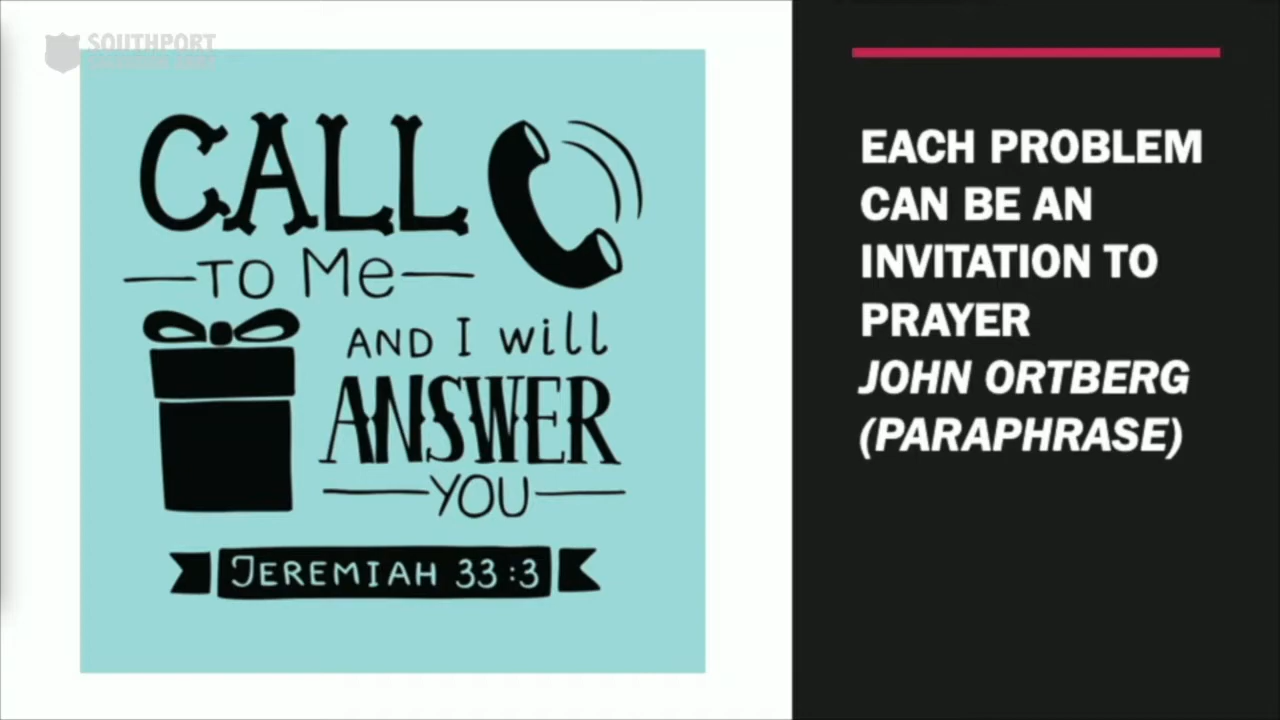 SOUTHPORT
CALL
TO Me
AND I will
ANSWER
YOU
JEREMIAH 33:3
EACH PROBLEM
CAN BE AN
INVITATION TO
PRAYER
JOHN ORTBERG
(PARAPHRASE)